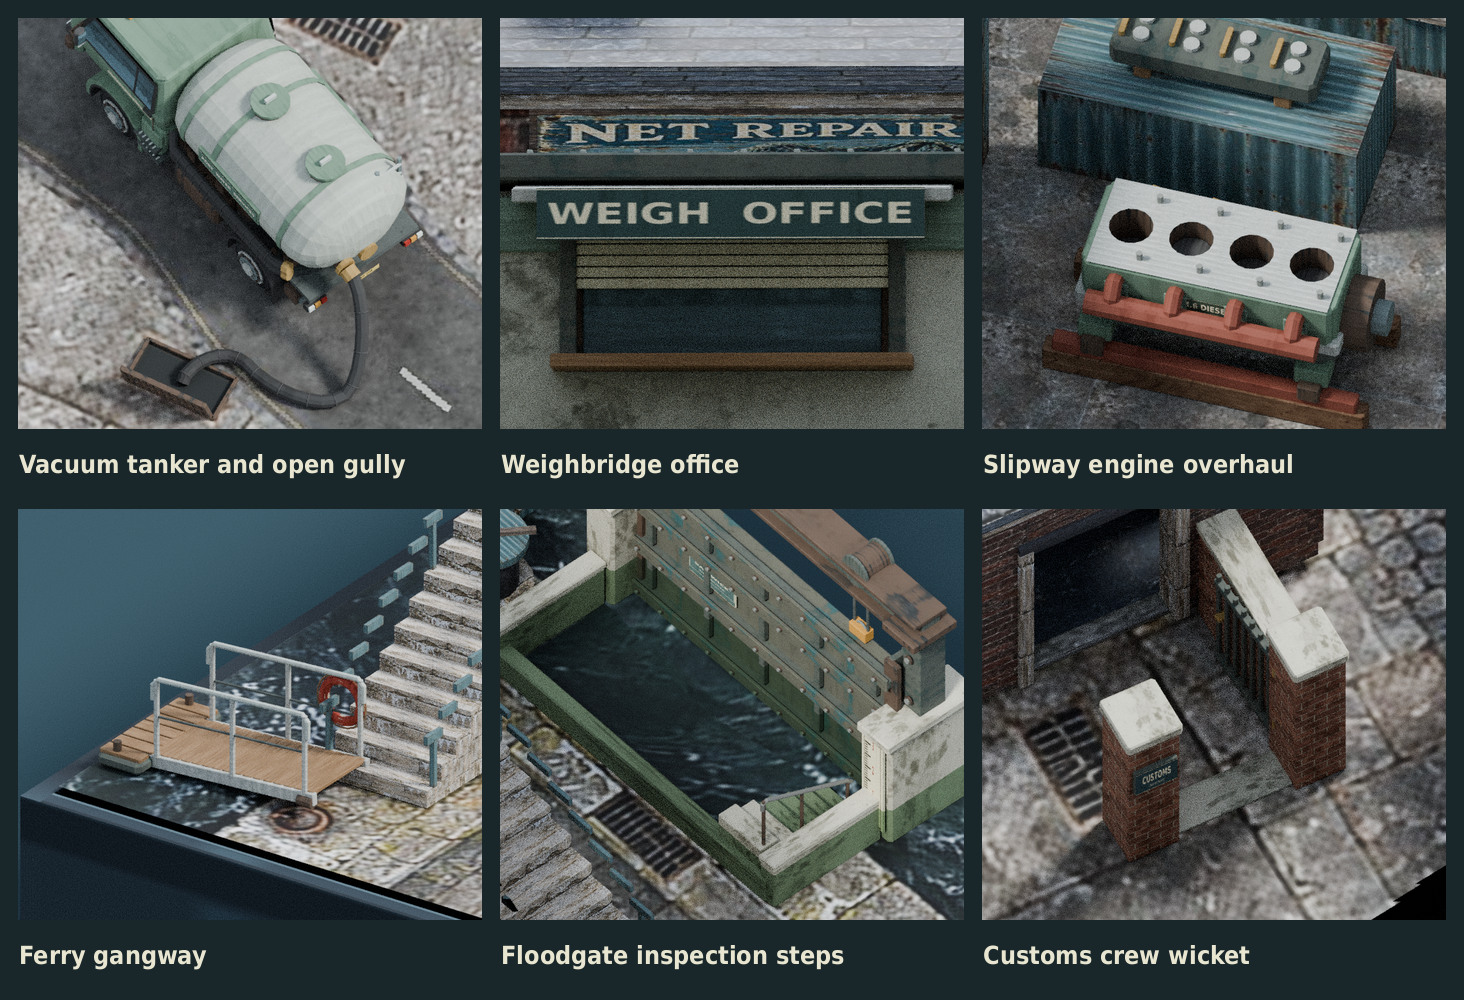 NET REPAIR
WEIGH OFFICE
DIESE
Vacuum tanker and open gully
Weighbridge office
Slipway engine overhaul
CUSTOMS
Ferry gangway
Floodgate inspection steps
Customs crew wicket